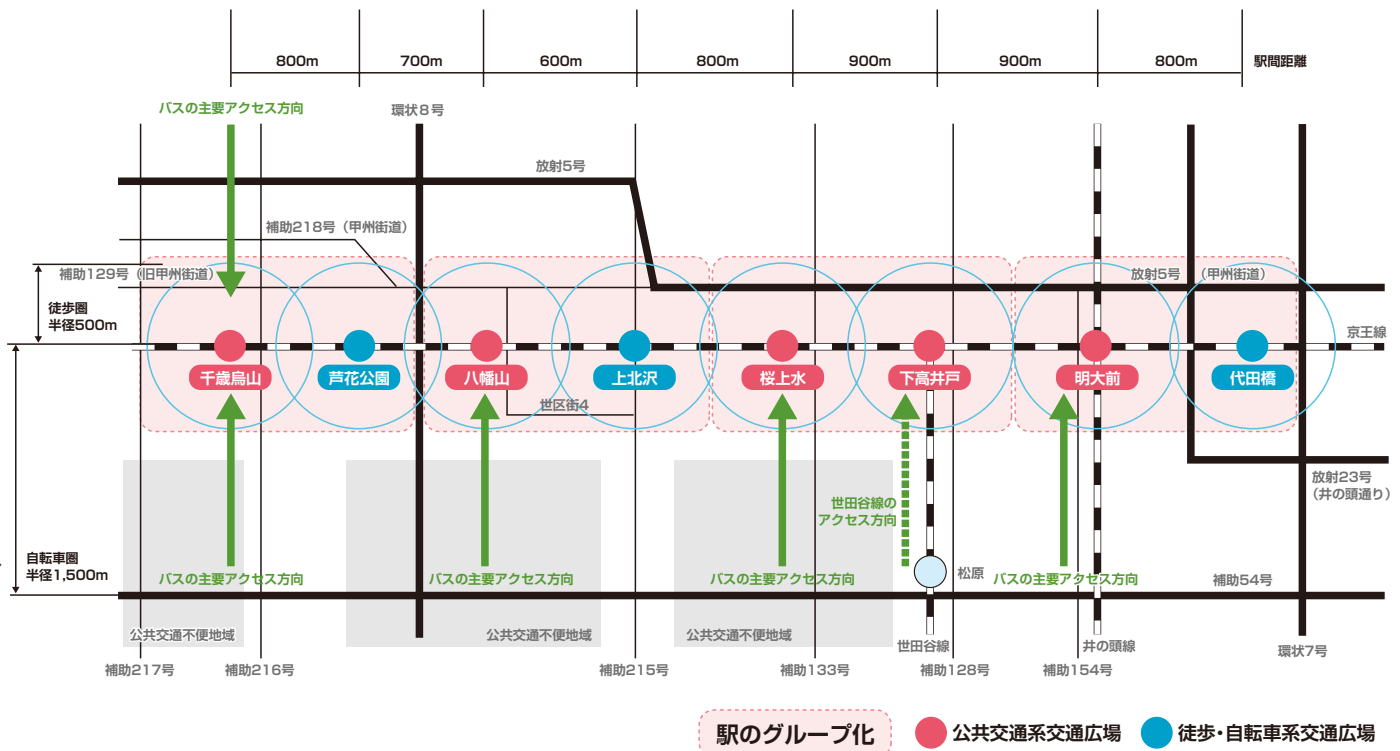 800m
700m
600m
800m
900m
900m
800m
駅間距離
バスの主要アクセス方向
環状8号
放射5号
補助218号（甲州街道）
補助129号（旧甲州街道）
放射5号 （甲州街道）
徒歩圏
半径500m
京王線
千歳烏山
芦花公園
八幡山
上北沢
桜上水
下高井戸
明大前
代田橋
世区街4
放射23号
（井の頭通り）
世田谷線の
アクセス方向
自転車圏
半径1,500m
バスの主要アクセス方向
バスの主要アクセス方向
バスの主要アクセス方向
松原
バスの主要アクセス方向
補助54号
公共交通不便地域
公共交通不便地域
公共交通不便地域
世田谷線
井の頭線
環状7号
補助217号
補助216号
補助215号
補助133号
補助128号
補助154号
駅のグループ化
公共交通系交通広場
徒歩・自転車系交通広場